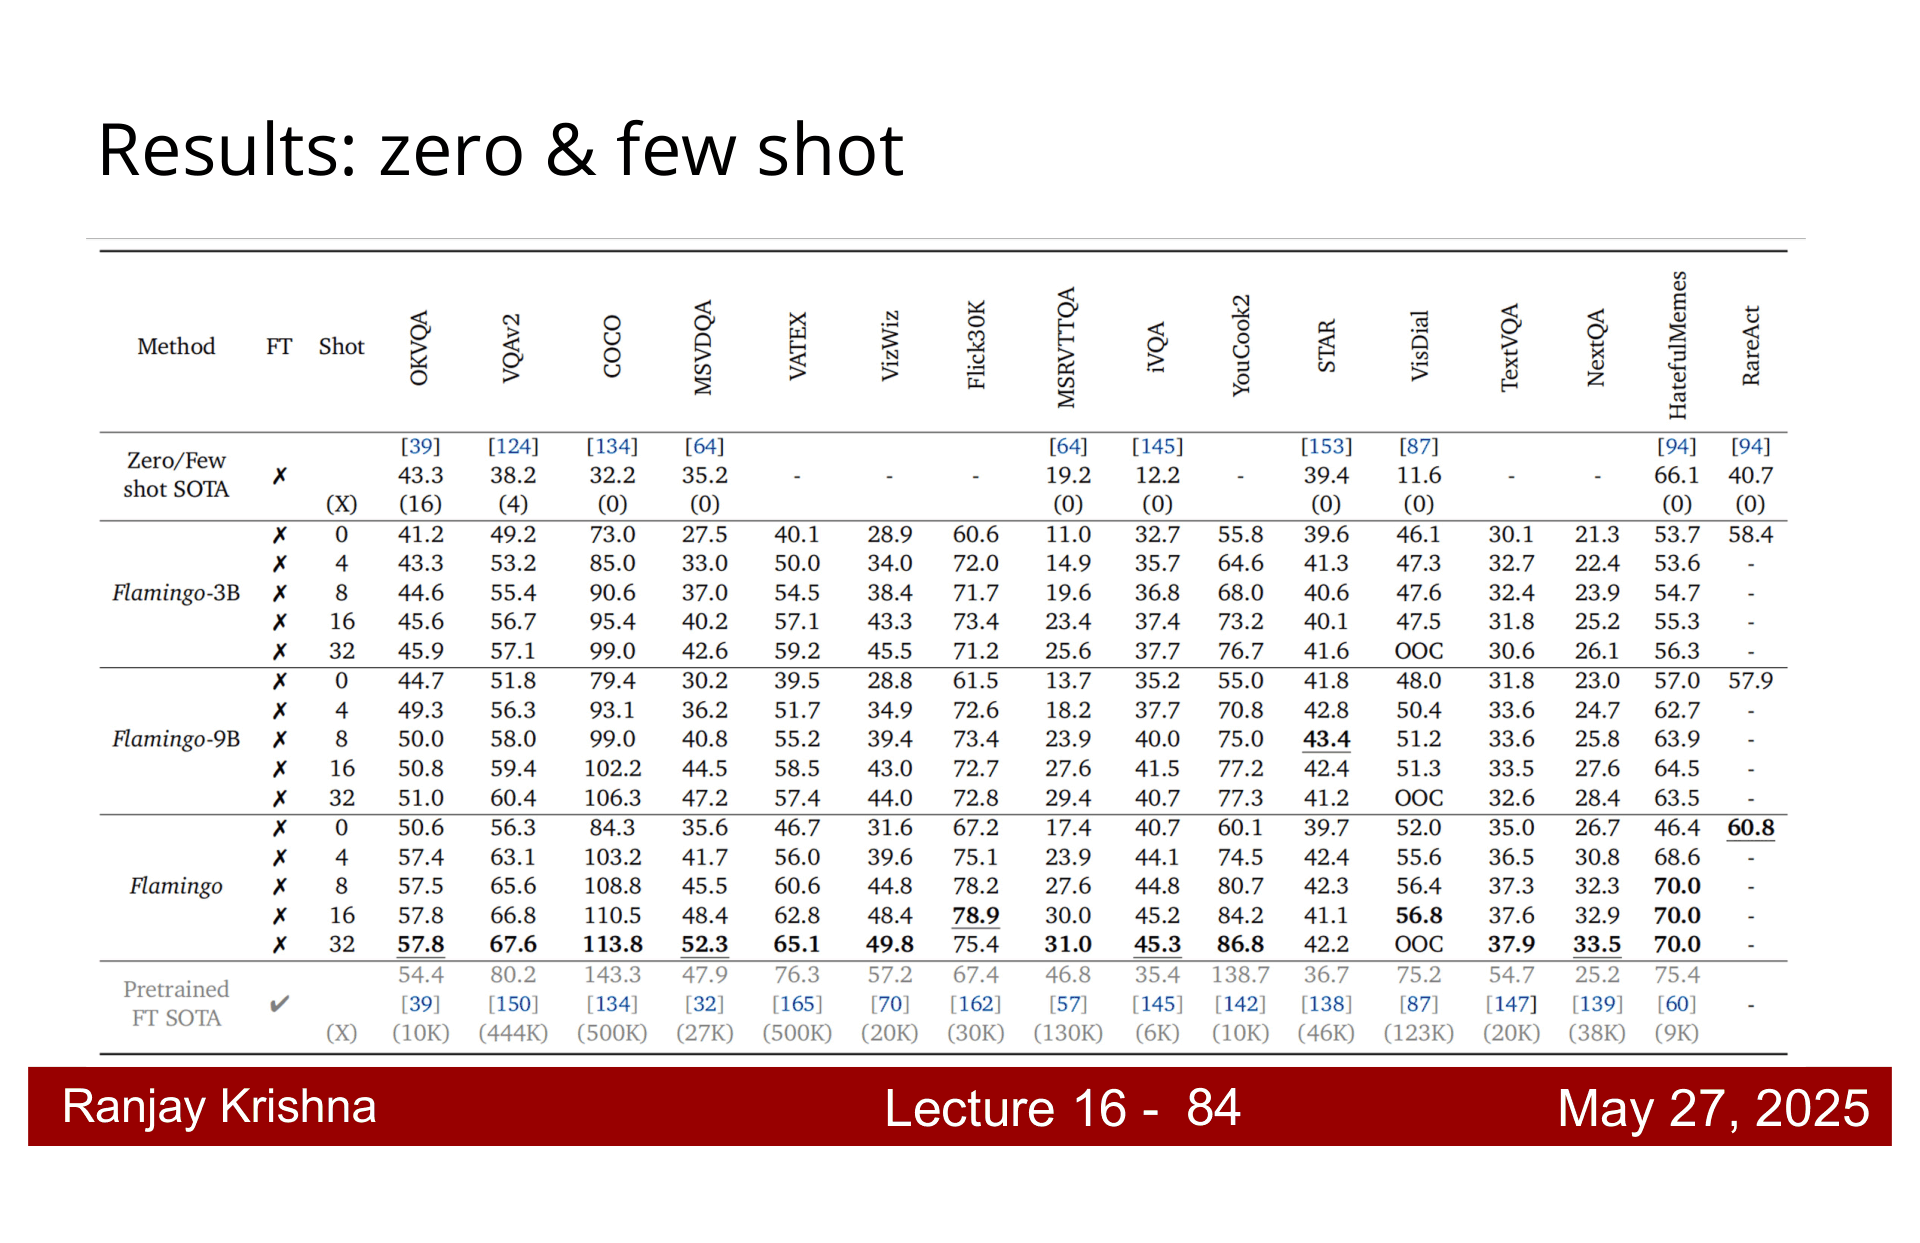 Results: zero & few shot
Method FT Shot OKVQA VQAv2 COCO MSVDQA VATEX VizWiz Flick30K MSRVTTQA iVQA YouCook2 STAR VisDial TextVQA NextQA HatefulMemes RareAct
[39] [124] [134] [64] [64] [145] [153] [87] [94] [94]
Zero/Few shot SOTA ✗ 43.3 38.2 32.2 35.2 - - - 19.2 12.2 - 39.4 11.6 - - 66.1 40.7
(X) (16) (4) (0) (0) (0) (0) (0) (0) (0) (0)
✗ 0 41.2 49.2 73.0 27.5 40.1 28.9 60.6 11.0 32.7 55.8 39.6 46.1 30.1 21.3 53.7 58.4
✗ 4 43.3 53.2 85.0 33.0 50.0 34.0 72.0 14.9 35.7 64.6 41.3 47.3 32.7 22.4 53.6 -
Flamingo-3B ✗ 8 44.6 55.4 90.6 37.0 54.5 38.4 71.7 19.6 36.8 68.0 40.6 47.6 32.4 23.9 54.7 -
✗ 16 45.6 56.7 95.4 40.2 57.1 43.3 73.4 23.4 37.4 73.2 40.1 47.5 31.8 25.2 55.3 -
✗ 32 45.9 57.1 99.0 42.6 59.2 45.5 71.2 25.6 37.7 76.7 41.6 OOC 30.6 26.1 56.3 -
✗ 0 44.7 51.8 79.4 30.2 39.5 28.8 61.5 13.7 35.2 55.0 41.8 48.0 31.8 23.0 57.0 57.9
✗ 4 49.3 56.3 93.1 36.2 51.7 34.9 72.6 18.2 37.7 70.8 42.8 50.4 33.6 24.7 62.7 -
Flamingo-9B ✗ 8 50.0 58.0 99.0 40.8 55.2 39.4 73.4 23.9 40.0 75.0 43.4 51.2 33.6 25.8 63.9 -
✗ 16 50.8 59.4 102.2 44.5 58.5 43.0 72.7 27.6 41.5 77.2 42.4 51.3 33.5 27.6 64.5 -
✗ 32 51.0 60.4 106.3 47.2 57.4 44.0 72.8 29.4 40.7 77.3 41.2 OOC 32.6 28.4 63.5 -
✗ 0 50.6 56.3 84.3 35.6 46.7 31.6 67.2 17.4 40.7 60.1 39.7 52.0 35.0 26.7 46.4 60.8
✗ 4 57.4 63.1 103.2 41.7 56.0 39.6 75.1 23.9 44.1 74.5 42.4 55.6 36.5 30.8 68.6 -
Flamingo ✗ 8 57.5 65.6 108.8 45.5 60.6 44.8 78.2 27.6 44.8 80.7 42.3 56.4 37.3 32.3 70.0 -
✗ 16 57.8 66.8 110.5 48.4 62.8 48.4 78.9 30.0 45.2 84.2 41.1 56.8 37.6 32.9 70.0 -
✗ 32 57.8 67.6 113.8 52.3 65.1 49.8 75.4 31.0 45.3 86.8 42.2 OOC 37.9 33.5 70.0 -
54.4 80.2 143.3 47.9 76.3 57.2 67.4 46.8 35.4 138.7 36.7 75.2 54.7 25.2 75.4
Pretrained FT SOTA ✔ [39] [150] [134] [32] [165] [70] [162] [57] [145] [142] [138] [87] [147] [139] [60] -
(X) (10K) (444K) (500K) (27K) (500K) (20K) (30K) (130K) (6K) (10K) (46K) (123K) (20K) (38K) (9K)
Ranjay Krishna Lecture 16 - 84 May 27, 2025